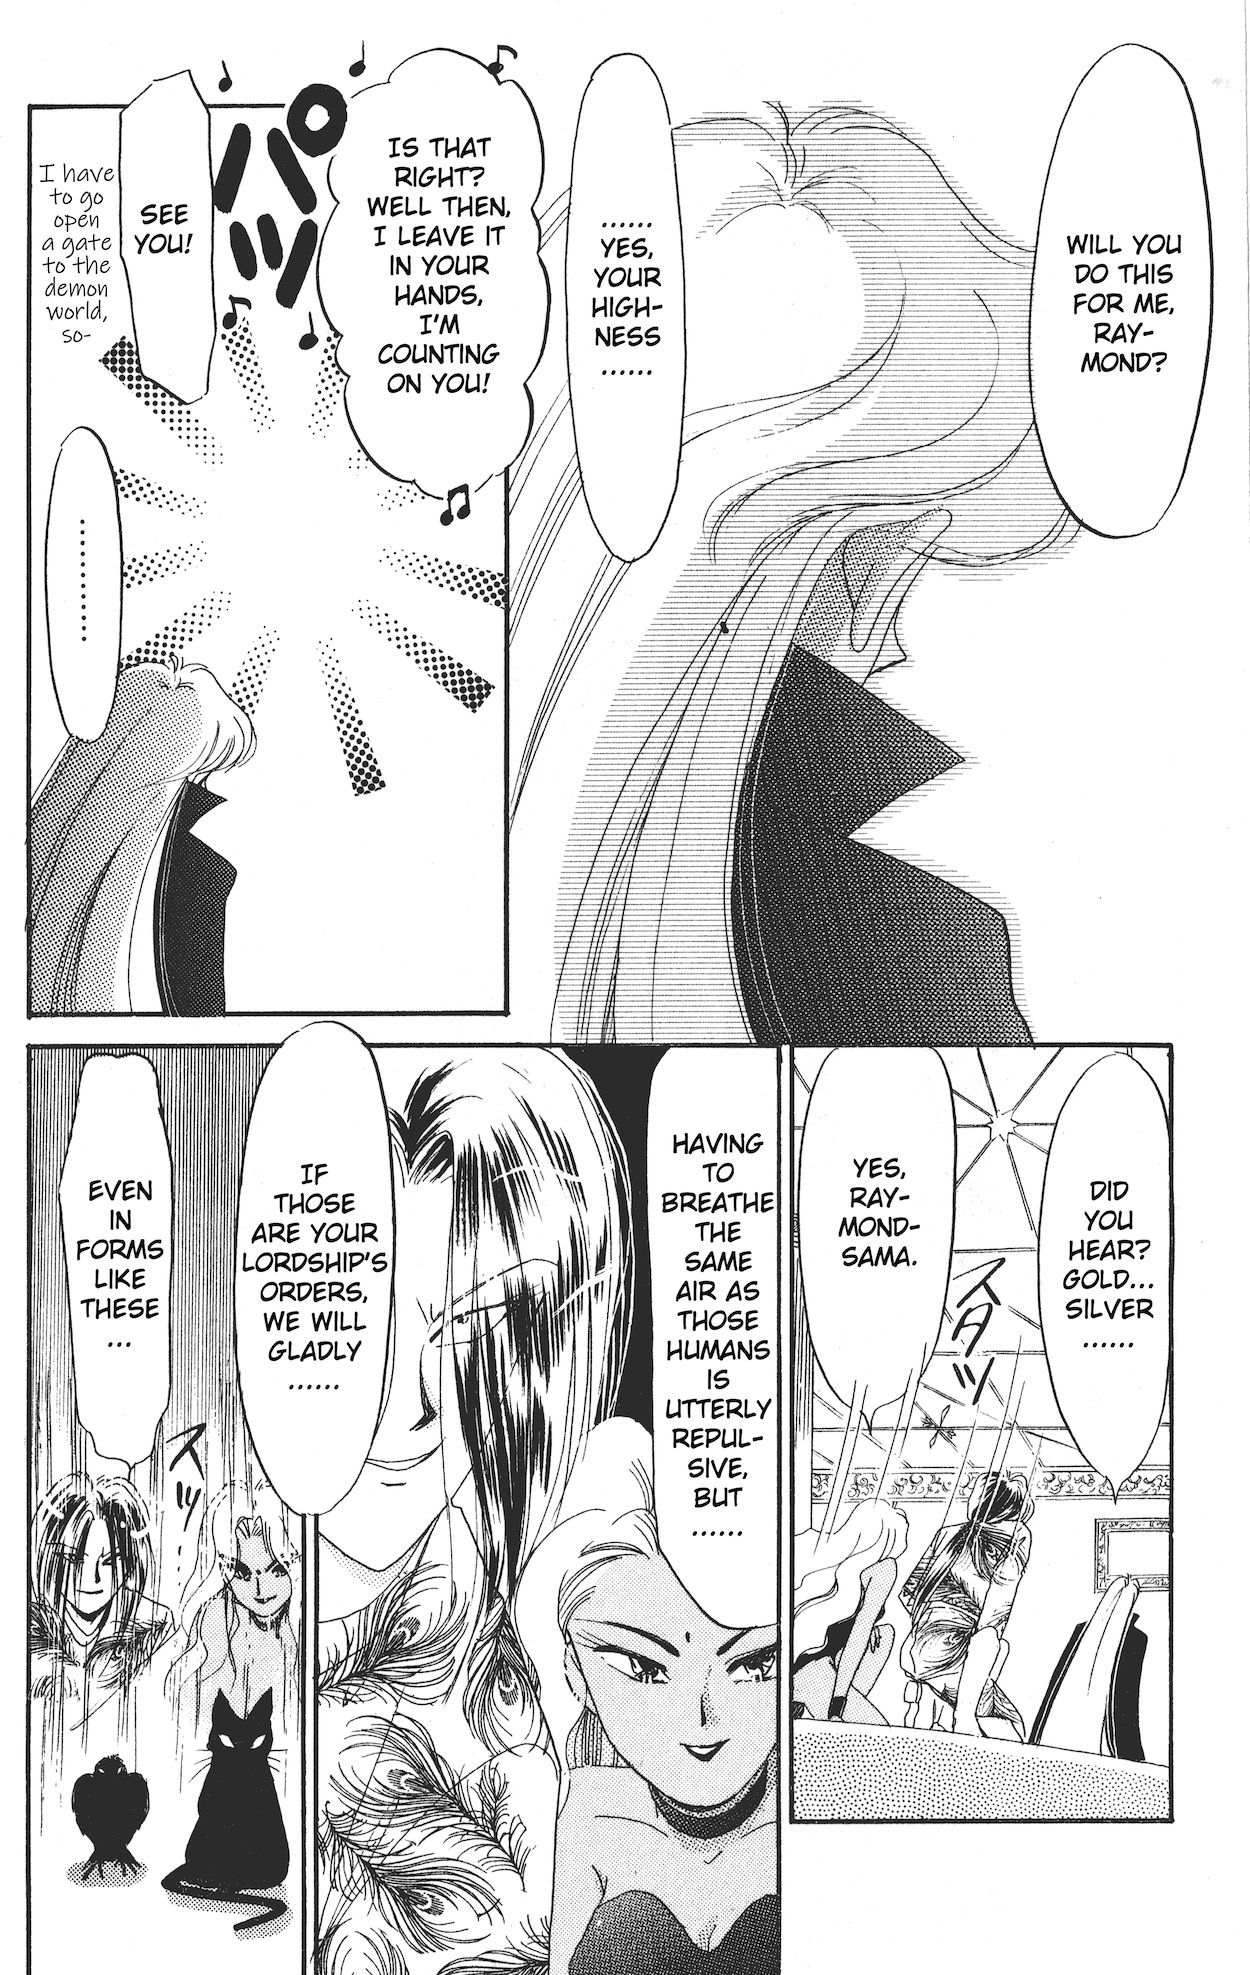 WILL YOU
DO THIS
FOR ME,
RAY-
MOND?
......
YES,
YOUR
HIGH-
NESS
......
IS THAT
RIGHT?
WELL THEN,
I LEAVE IT
IN YOUR
HANDS,
I'M
COUNTING
ON YOU!
パッ
SEE
YOU!
I have
to go
open
a gate
to the
demon
world,
so-
............
DID
YOU
HEAR?
GOLD...
SILVER
......
YES,
RAY-
MOND-
SAMA.
スタッ
HAVING
TO
BREATHE
THE
SAME
AIR AS
THOSE
HUMANS
IS
UTTERLY
REPUL-
SIVE,
BUT
......
IF
THOSE
ARE YOUR
LORDSHIP'S
ORDERS,
WE WILL
GLADLY
......
EVEN
IN
FORMS
LIKE
THESE
...
スッ…